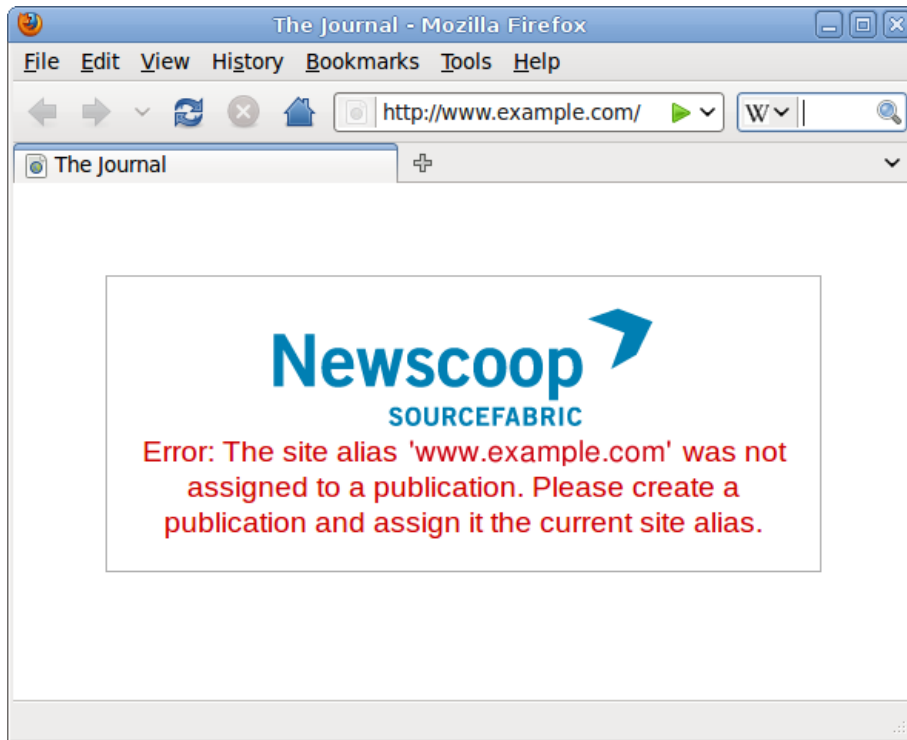 The Journal - Mozilla Firefox
File Edit View History Bookmarks Tools Help
http://www.example.com/ W
The Journal
Newscoop
SOURCEFABRIC
Error: The site alias 'www.example.com' was not
assigned to a publication. Please create a
publication and assign it the current site alias.